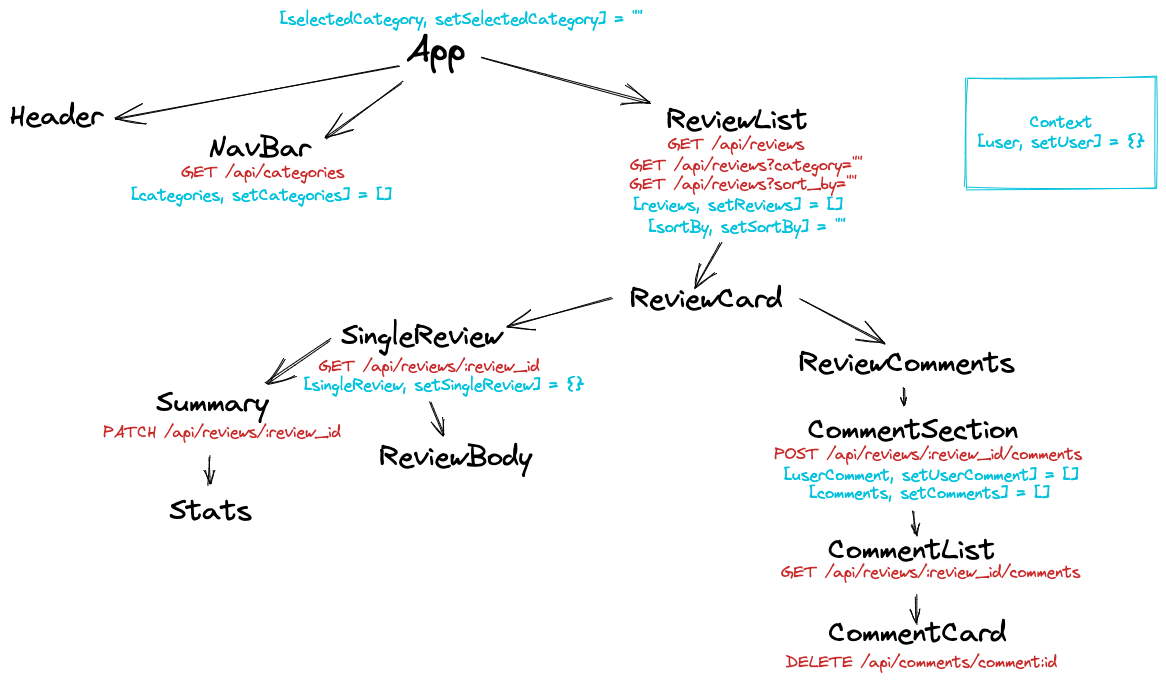 [selectedCategory, setSelectedCategory] = ""
App
Header
NavBar
GET /api/categories
[categories, setCategories] = []
ReviewList
GET /api/reviews
GET /api/reviews?category=""
GET /api/reviews?sort_by=""
[reviews, setReviews] = []
[sortBy, setSortBy] = ""
Context
[user, setUser] = {}
ReviewCard
SingleReview
GET /api/reviews/:review_id
[singleReview, setSingleReview] = {}
Summary
PATCH /api/reviews/:review_id
Stats
ReviewBody
ReviewComments
CommentSection
POST /api/reviews/:review_id/comments
[userComment, setUserComment] = []
[comments, setComments] = []
CommentList
GET /api/reviews/:review_id/comments
CommentCard
DELETE /api/comments/comment:id